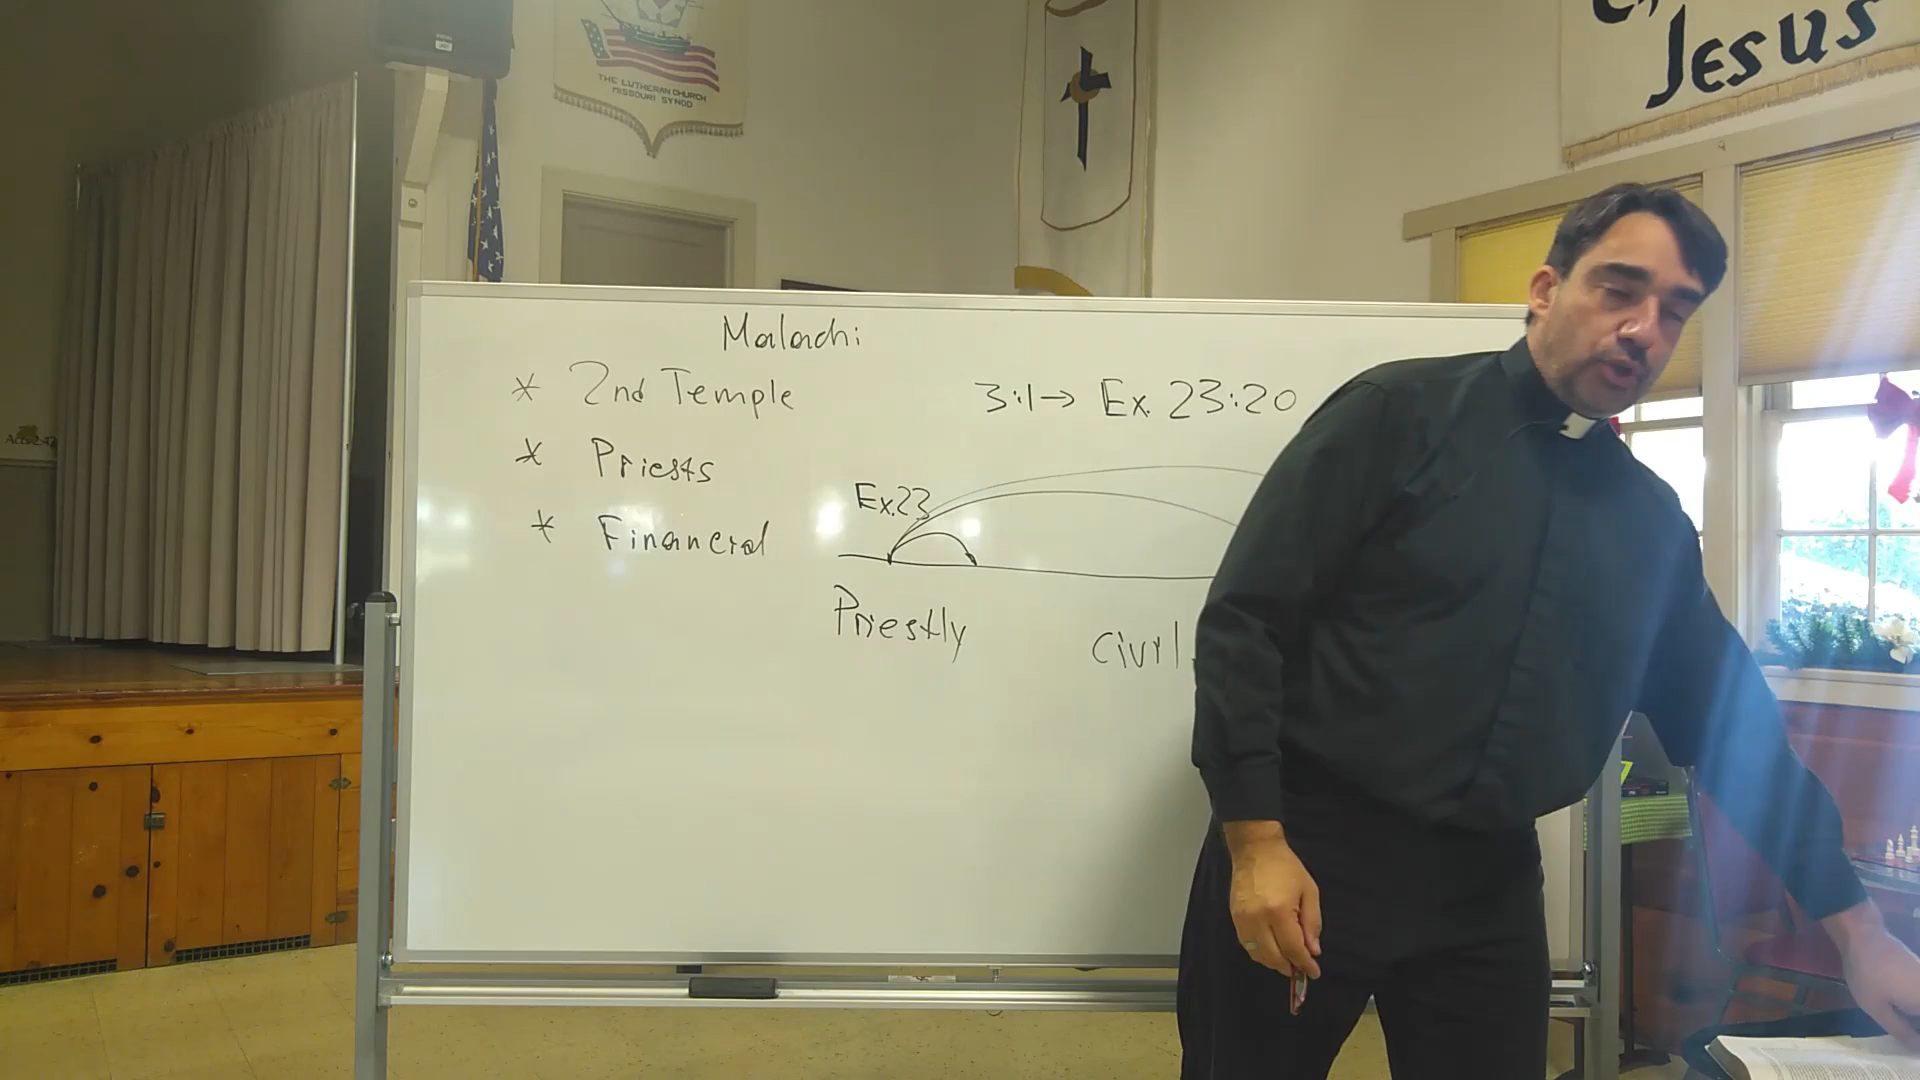 THE LUTHERAN CHURCH
MISSOURI SYNOD
Jesus
Malachi
* 2nd Temple
3:1→ Ex. 23:20
* Priests
Ex.23
* Financial
Priestly
Civil